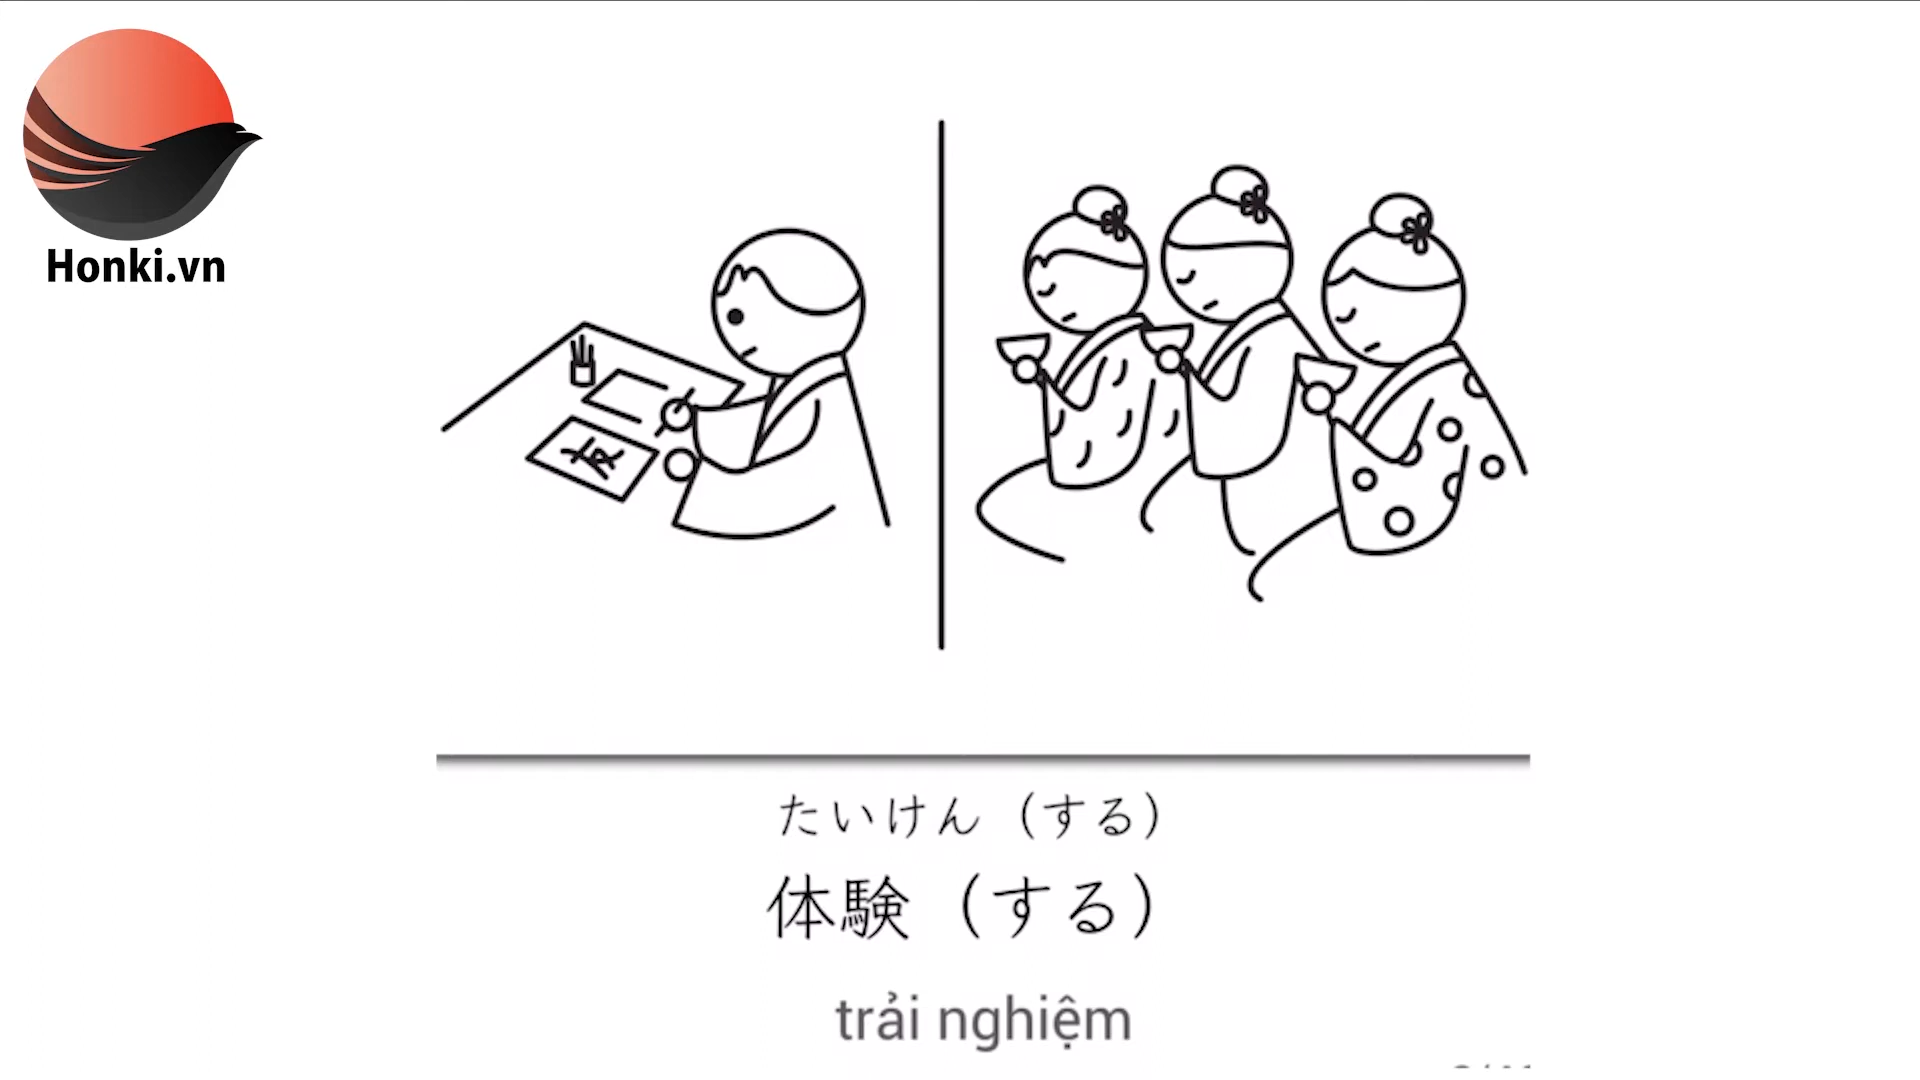 Honki.vn
友
たいけん（する）
体験（する）
trải nghiệm